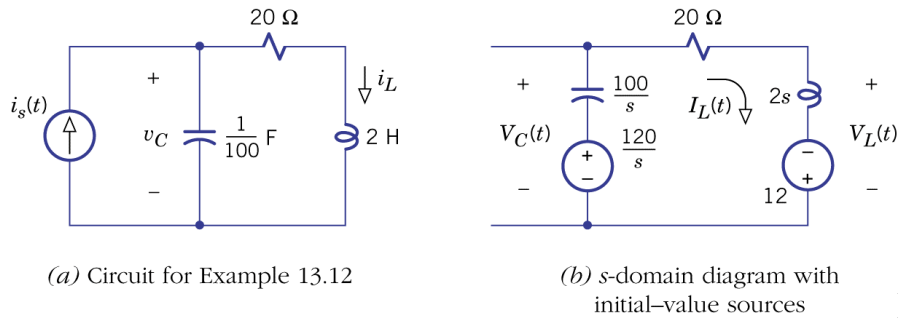 20 Ω
+
i_s(t)
v_C
1
100
F
i_L
2 H
−
(a) Circuit for Example 13.12
20 Ω
+
100
s
I_L(t)
2s
+
V_C(t)
+
−
120
s
−
+
V_L(t)
−
12
−
(b) s-domain diagram with
initial–value sources